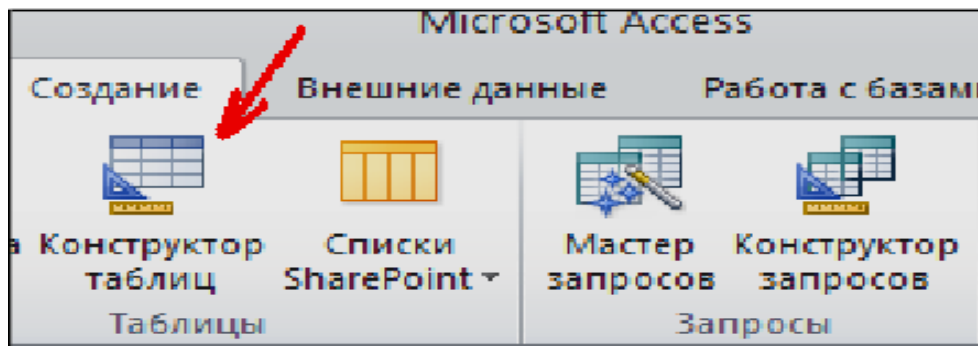 Microsoft Access
Создание Внешние данные Работа с базами
а Конструктор таблиц
Списки SharePoint
Мастер запросов
Конструктор запросов
Таблицы
Запросы